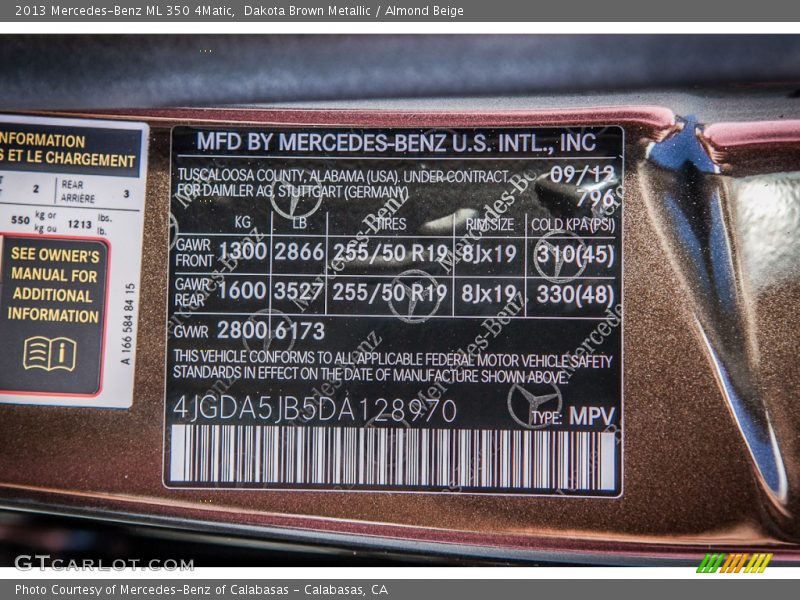 2013 Mercedes-Benz ML 350 4Matic,  Dakota Brown Metallic / Almond Beige
NFORMATION
S ET LE CHARGEMENT
2 REAR ARRIÈRE 3
550 kg or kg ou 1213 lbs. lb.
SEE OWNER'S
MANUAL FOR
ADDITIONAL
INFORMATION
A 166 584 84 15
MFD BY MERCEDES-BENZ U.S. INTL., INC
TUSCALOOSA COUNTY, ALABAMA (USA). UNDER CONTRACT 09/12
FOR DAIMLER AG, STUTTGART (GERMANY) 796
KG LB TIRES RIM SIZE COLD KPA(PSI)
GAWR FRONT 1300 2866 255/50 R19 8Jx19 310(45)
GAWR REAR 1600 3527 255/50 R19 8Jx19 330(48)
GVWR 2800 6173
THIS VEHICLE CONFORMS TO ALL APPLICABLE FEDERAL MOTOR VEHICLE SAFETY
STANDARDS IN EFFECT ON THE DATE OF MANUFACTURE SHOWN ABOVE.
4JGDA5JB5DA128970 TYPE: MPV
GTCARLOT.COM
Photo Courtesy of Mercedes-Benz of Calabasas - Calabasas, CA